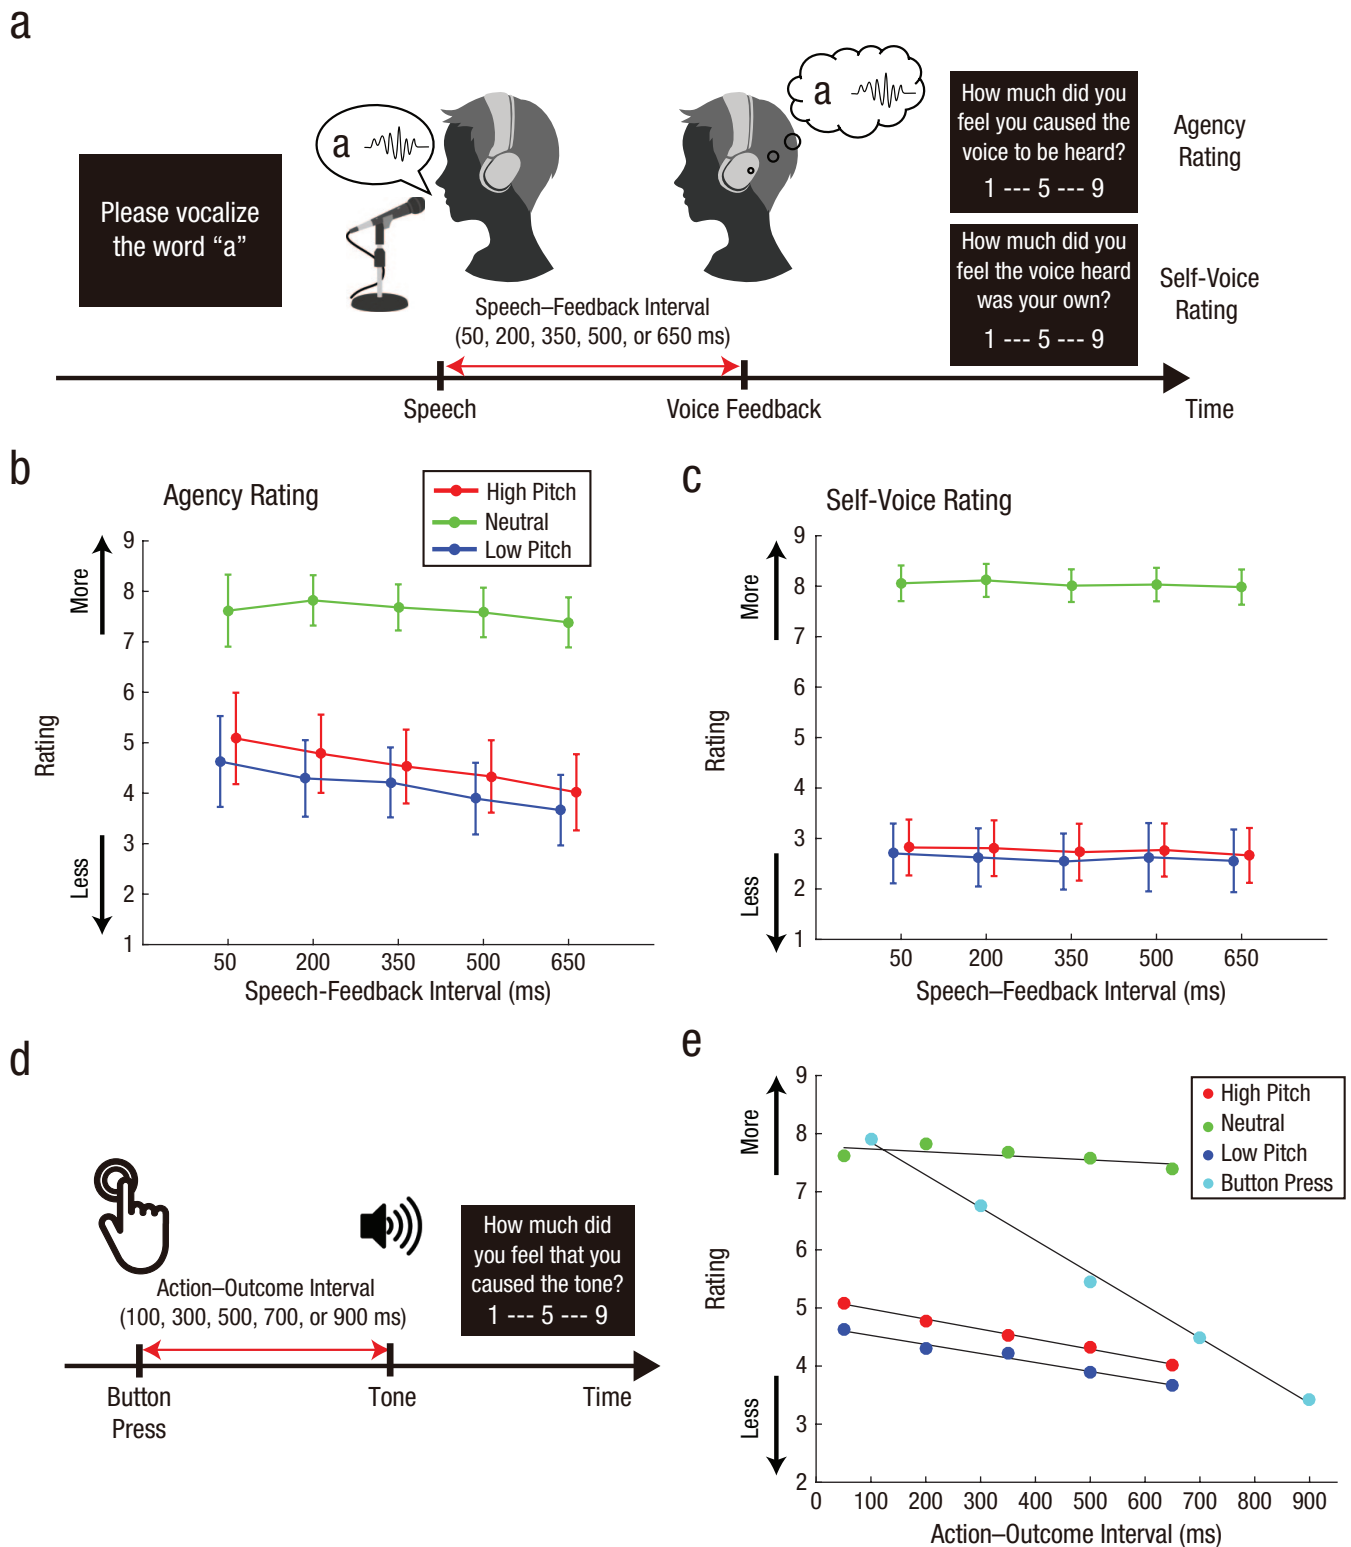 a
Please vocalize
the word “a”
a
a
How much did you
feel you caused the
voice to be heard?
1 --- 5 --- 9
Agency
Rating
How much did you
feel the voice heard
was your own?
1 --- 5 --- 9
Self-Voice
Rating
Speech–Feedback Interval
(50, 200, 350, 500, or 650 ms)
Speech
Voice Feedback
Time
b
Agency Rating
High Pitch
Neutral
Low Pitch
More
Rating
Less
9
8
7
6
5
4
3
2
1
50 200 350 500 650
Speech-Feedback Interval (ms)
c
Self-Voice Rating
More
Rating
Less
9
8
7
6
5
4
3
2
1
50 200 350 500 650
Speech–Feedback Interval (ms)
d
Action–Outcome Interval
(100, 300, 500, 700, or 900 ms)
How much did
you feel that you
caused the tone?
1 --- 5 --- 9
Button
Press
Tone
Time
e
High Pitch
Neutral
Low Pitch
Button Press
More
Rating
Less
9
8
7
6
5
4
3
2
0 100 200 300 400 500 600 700 800 900
Action–Outcome Interval (ms)